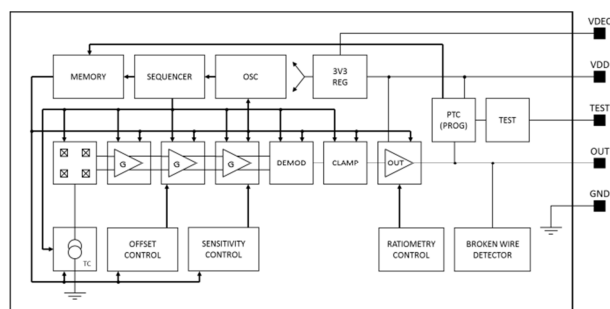 VDEC
MEMORY
SEQUENCER
OSC
3V3
REG
VDD
PTC
(PROG)
TEST
TEST
G
G
G
DEMOD
CLAMP
OUT
OUT
GND
TC
OFFSET
CONTROL
SENSITIVITY
CONTROL
RATIOMETRY
CONTROL
BROKEN WIRE
DETECTOR